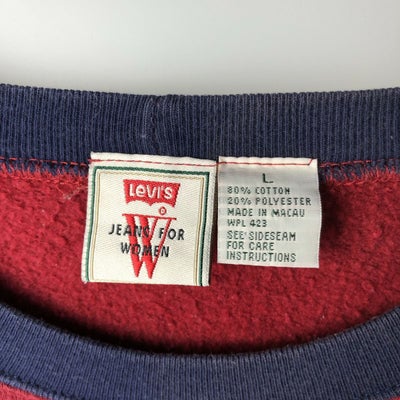 LEVI'S
®
W
JEANS FOR
WOMEN
L
80% COTTON
20% POLYESTER
MADE IN MACAU
WPL 423
SEE SIDESEAM
FOR CARE
INSTRUCTIONS